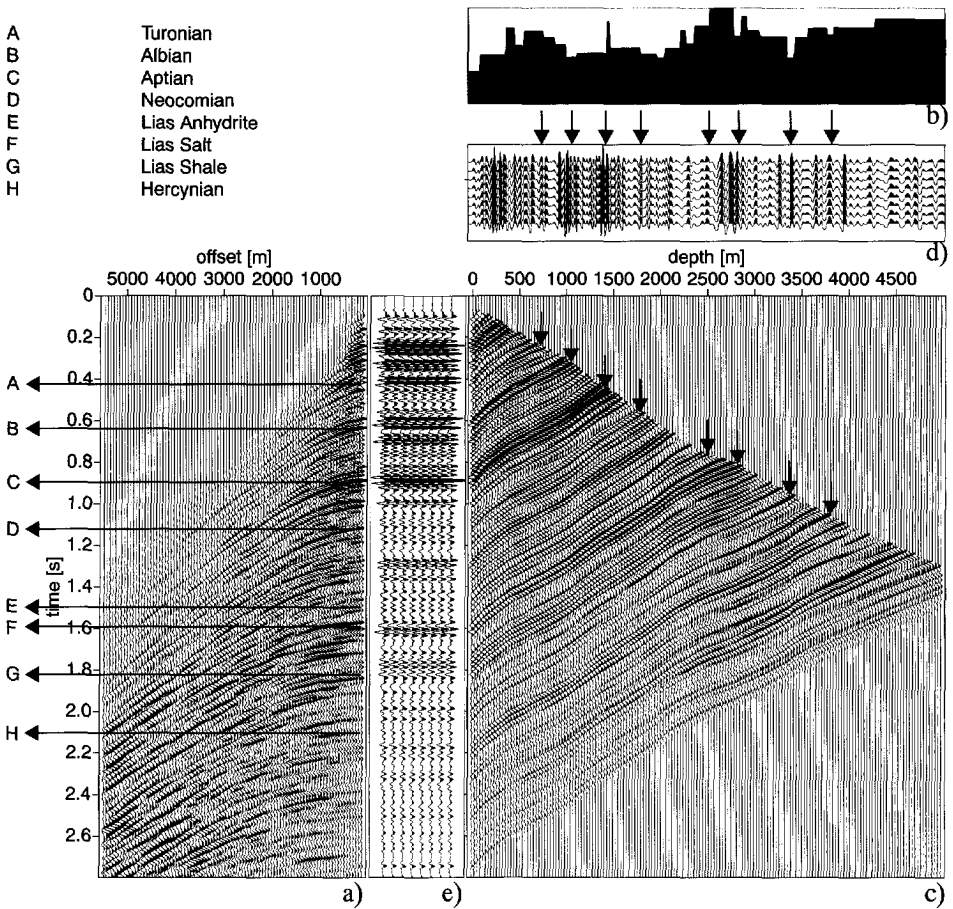 A Turonian
B Albian
C Aptian
D Neocomian
E Lias Anhydrite
F Lias Salt
G Lias Shale
H Hercynian
b)
d)
offset [m]
5000 4000 3000 2000 1000
depth [m]
0 500 1000 1500 2000 2500 3000 3500 4000 4500
time [s]
0
0.2
0.4
0.6
0.8
1.0
1.2
1.4
1.6
1.8
2.0
2.2
2.4
2.6
A
B
C
D
E
F
G
H
a)
e)
c)